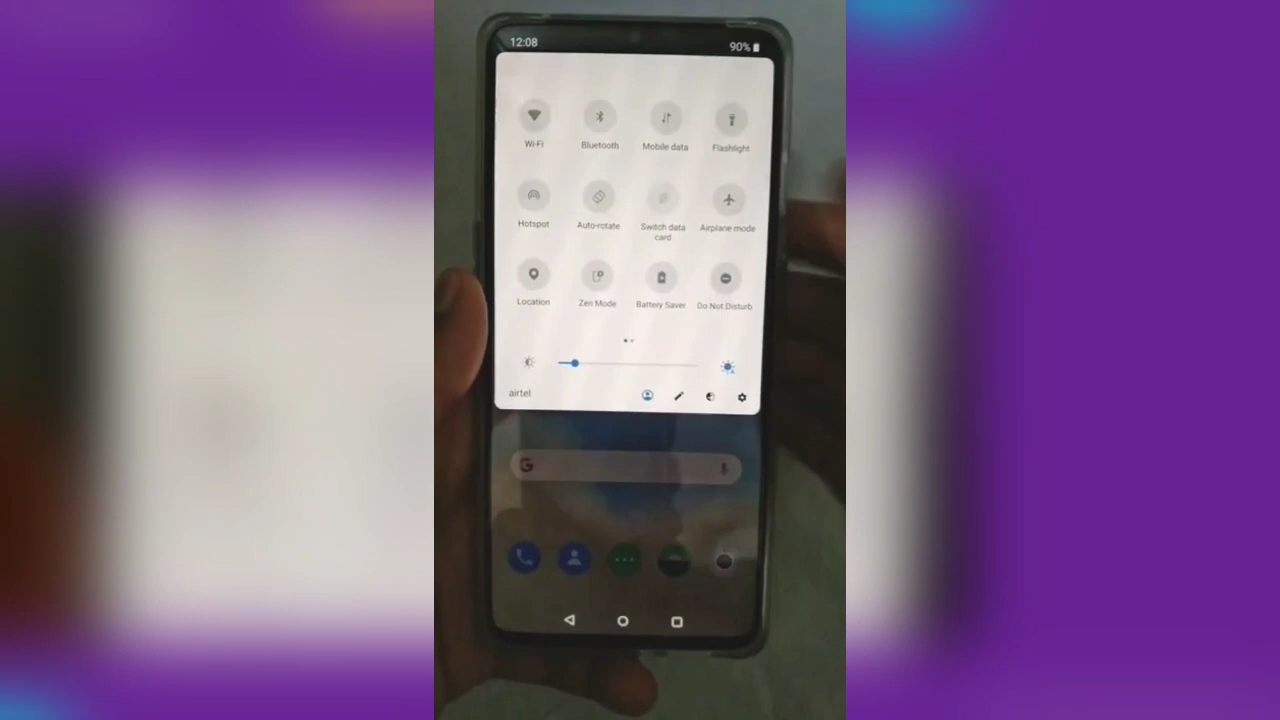 12:08 90%
Wi-Fi Bluetooth Mobile data Flashlight
Hotspot Auto-rotate Switch data card Airplane mode
Location Zen Mode Battery Saver Do Not Disturb
airtel
G